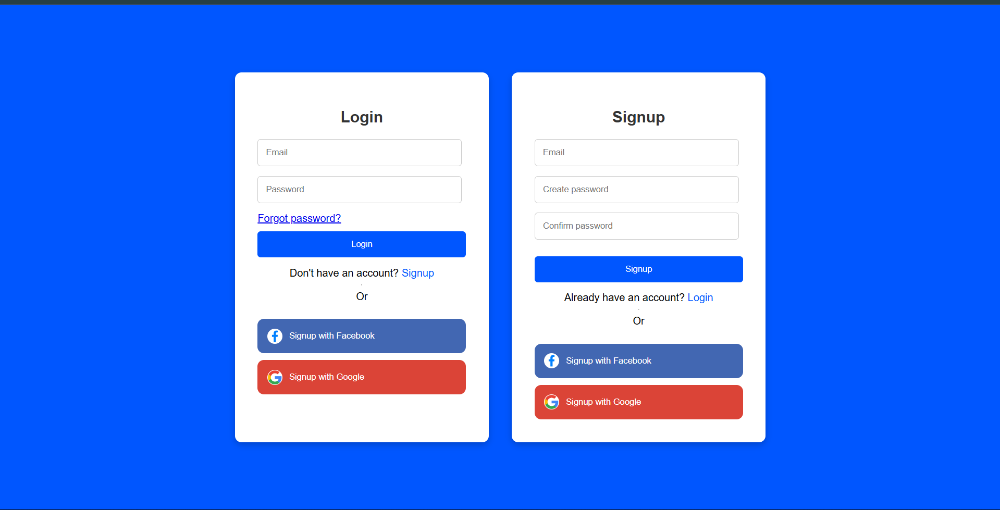 Login
Email
Password
Forgot password?
Login
Don't have an account? Signup
Or
Signup with Facebook
Signup with Google
Signup
Email
Create password
Confirm password
Signup
Already have an account? Login
Or
Signup with Facebook
Signup with Google